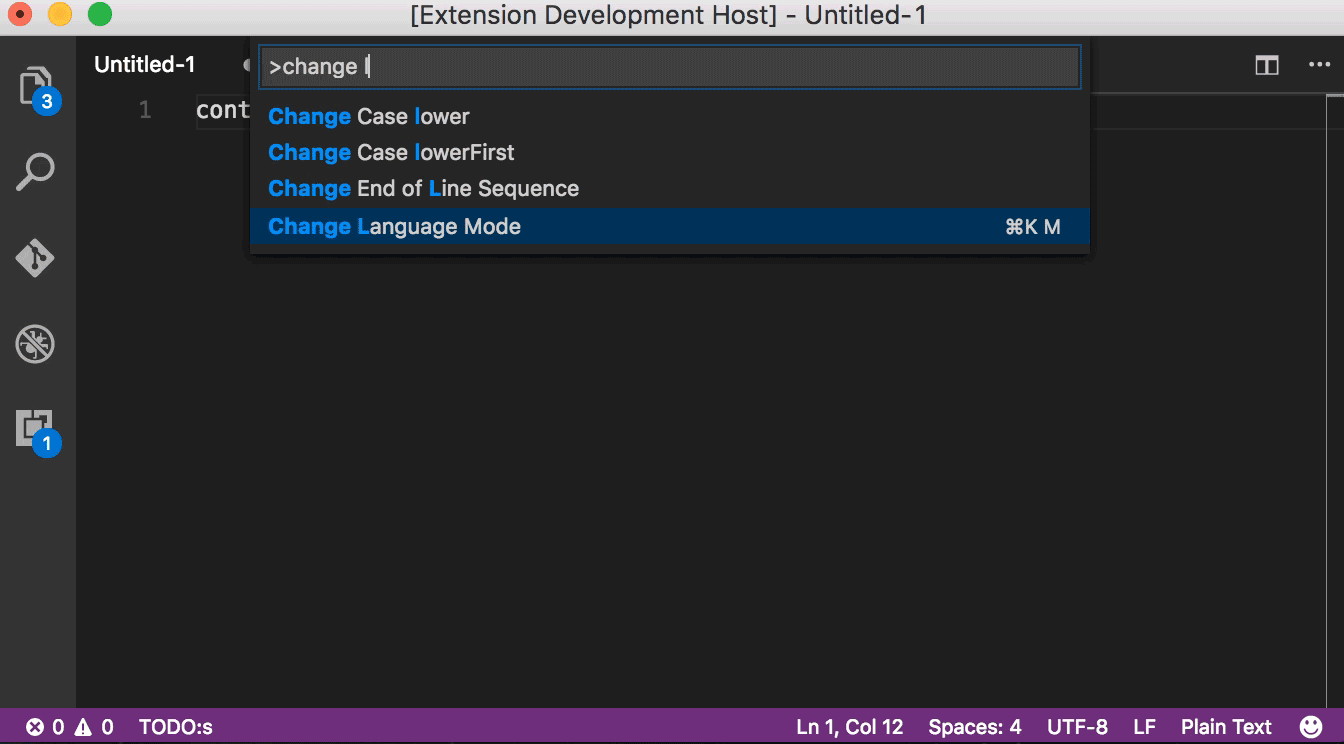 [Extension Development Host] - Untitled-1
Untitled-1
>change l
3
1 cont
Change Case lower
Change Case lowerFirst
Change End of Line Sequence
Change Language Mode ⌘K M
1
0 0 TODO:s Ln 1, Col 12 Spaces: 4 UTF-8 LF Plain Text